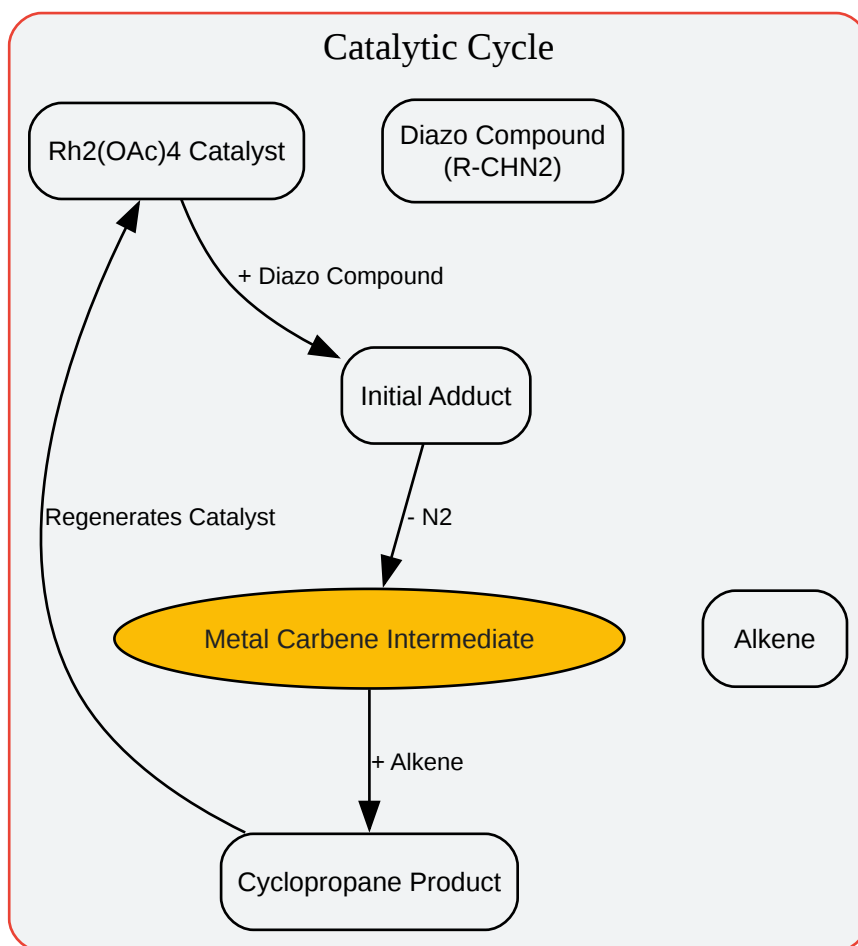 Catalytic Cycle
Rh2(OAc)4 Catalyst
Diazo Compound
(R-CHN2)
+ Diazo Compound
Initial Adduct
Regenerates Catalyst
- N2
Metal Carbene Intermediate
Alkene
+ Alkene
Cyclopropane Product